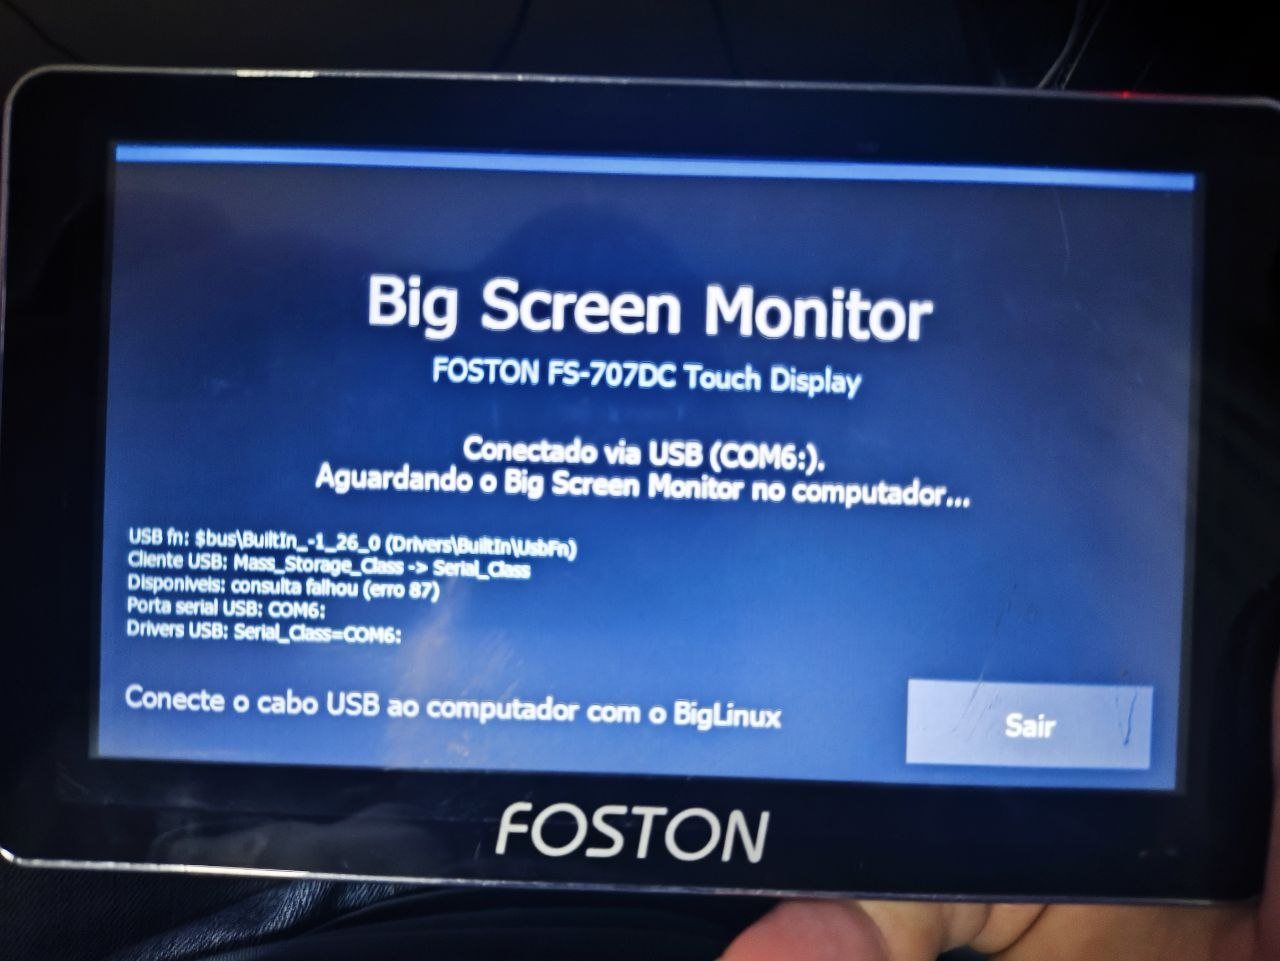 Big Screen Monitor
FOSTON FS-707DC Touch Display
Conectado via USB (COM6:).
Aguardando o Big Screen Monitor no computador...
USB fn: $bus\BuiltIn_-1_26_0 (Drivers\BuiltIn\UsbFn)
Cliente USB: Mass_Storage_Class -> Serial_Class
Disponiveis: consulta falhou (erro 87)
Porta serial USB: COM6:
Drivers USB: Serial_Class=COM6:
Conecte o cabo USB ao computador com o BigLinux
Sair
FOSTON